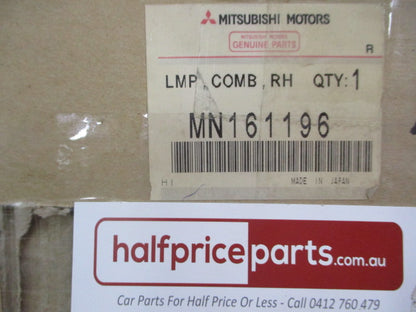 MITSUBISHI MOTORS
MITSUBISHI MOTORS
GENUINE PARTS
R
LMP, COMB, RH QTY:1
MN161196
HI MADE IN JAPAN
halfpriceparts.com.au
Car Parts For Half Price Or Less - Call 0412 760 479